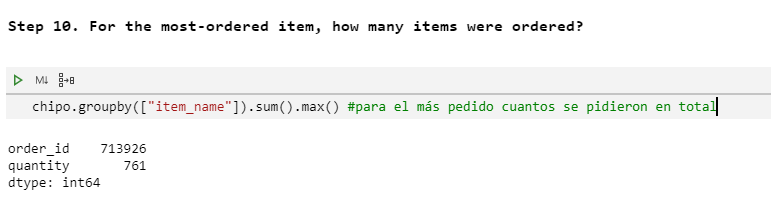 Step 10. For the most-ordered item, how many items were ordered?
M↓
chipo.groupby(["item_name"]).sum().max() #para el más pedido cuantos se pidieron en total
order_id    713926
quantity       761
dtype: int64